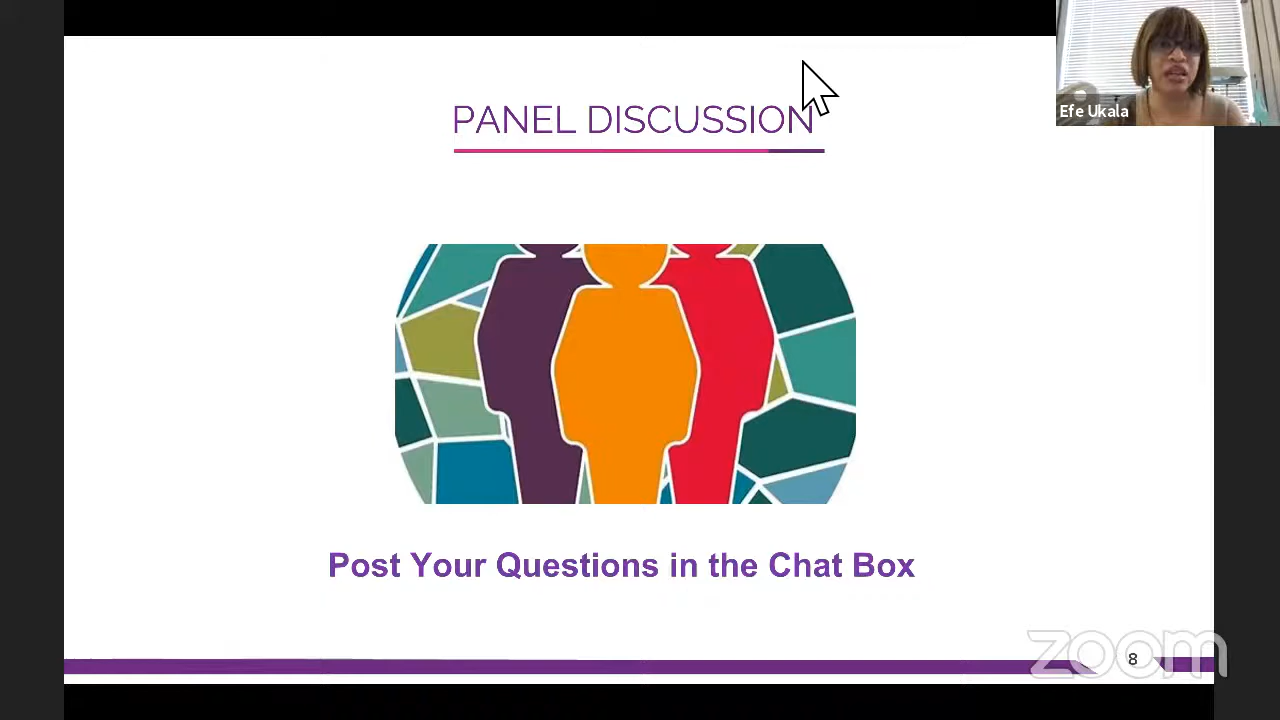 PANEL DISCUSSION
Efe Ukala
Post Your Questions in the Chat Box
zoom
8